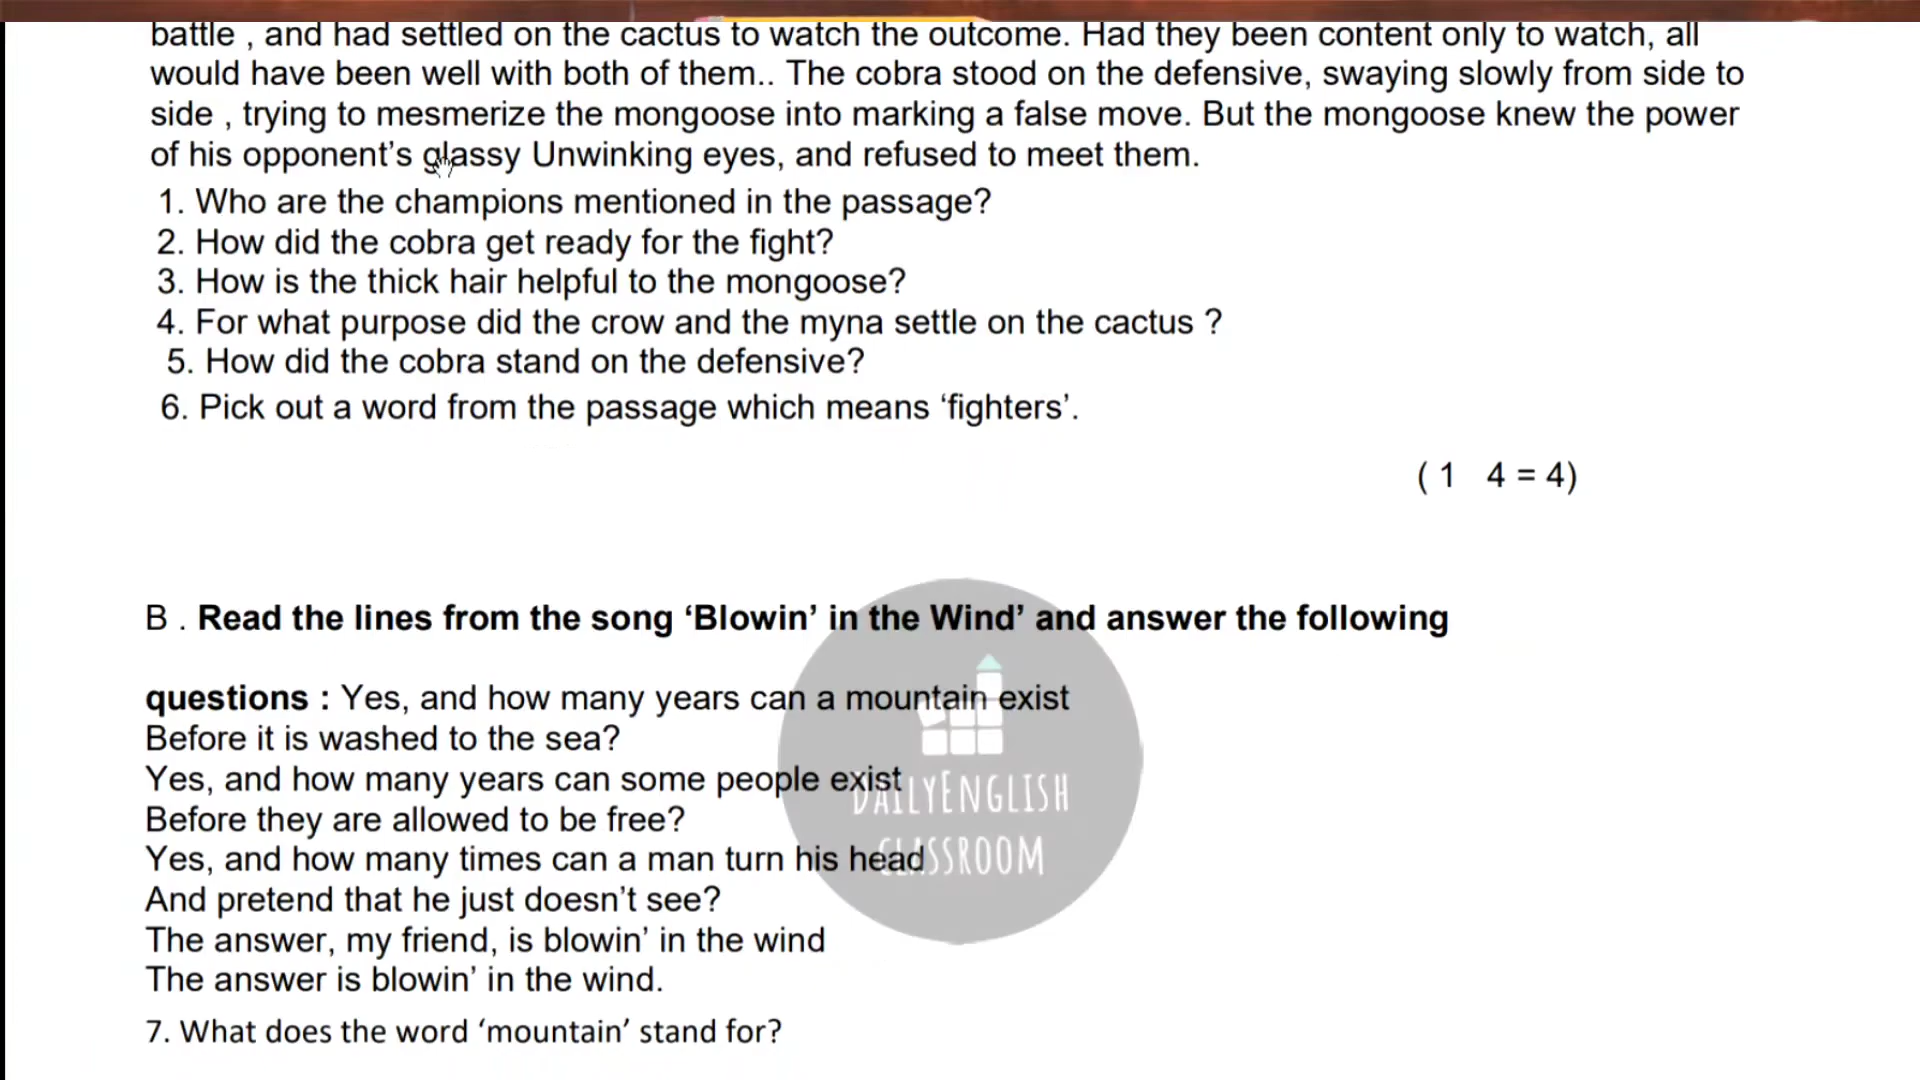 battle , and had settled on the cactus to watch the outcome. Had they been content only to watch, all
would have been well with both of them.. The cobra stood on the defensive, swaying slowly from side to
side , trying to mesmerize the mongoose into marking a false move. But the mongoose knew the power
of his opponent’s glassy Unwinking eyes, and refused to meet them.
1. Who are the champions mentioned in the passage?
2. How did the cobra get ready for the fight?
3. How is the thick hair helpful to the mongoose?
4. For what purpose did the crow and the myna settle on the cactus ?
5. How did the cobra stand on the defensive?
6. Pick out a word from the passage which means ‘fighters’.
( 1 4 = 4)
B . Read the lines from the song ‘Blowin’ in the Wind’ and answer the following
questions : Yes, and how many years can a mountain exist
Before it is washed to the sea?
Yes, and how many years can some people exist
Before they are allowed to be free?
Yes, and how many times can a man turn his head
And pretend that he just doesn’t see?
The answer, my friend, is blowin’ in the wind
The answer is blowin’ in the wind.
7. What does the word ‘mountain’ stand for?
DAILYENGLISH
CLASSROOM